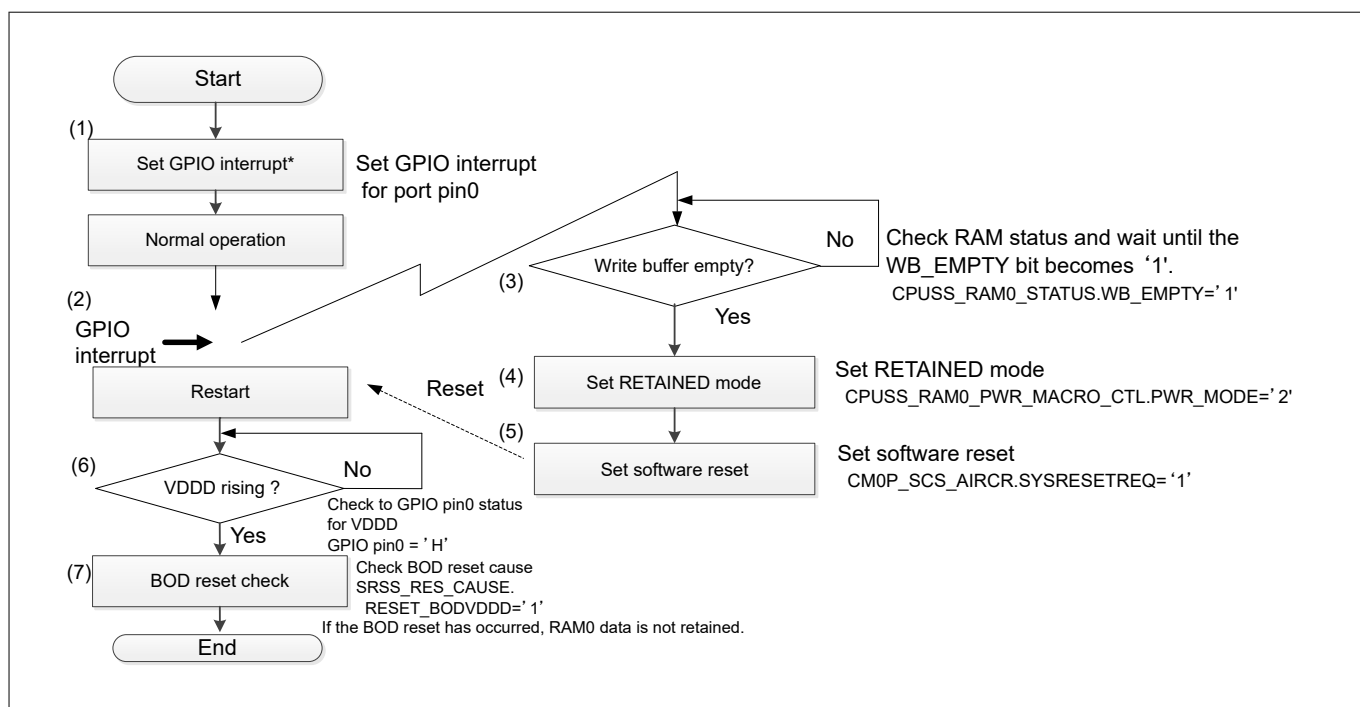 Start
(1)
Set GPIO interrupt*
Set GPIO interrupt
for port pin0
Normal operation
(2)
GPIO
interrupt
(3)
Write buffer empty?
No
Yes
Check RAM status and wait until the
WB_EMPTY bit becomes ‘1'.
CPUSS_RAM0_STATUS.WB_EMPTY=’1'
(4)
Set RETAINED mode
Set RETAINED mode
CPUSS_RAM0_PWR_MACRO_CTL.PWR_MODE=’2'
(5)
Set software reset
Set software reset
CM0P_SCS_AIRCR.SYSRESETREQ=‘1’
Reset
Restart
(6)
VDDD rising ?
No
Yes
Check to GPIO pin0 status
for VDDD
GPIO pin0 = ’H’
(7)
BOD reset check
Check BOD reset cause
SRSS_RES_CAUSE.
RESET_BODVDDD=’1’
If the BOD reset has occurred, RAM0 data is not retained.
End